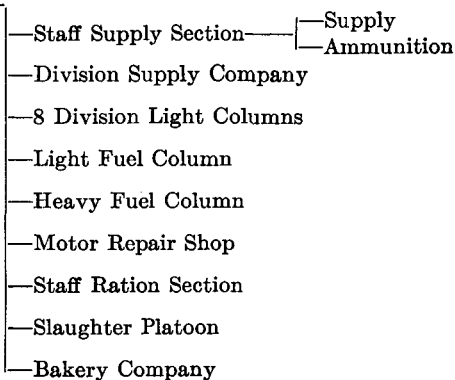 Staff Supply Section
Supply
Ammunition
Division Supply Company
8 Division Light Columns
Light Fuel Column
Heavy Fuel Column
Motor Repair Shop
Staff Ration Section
Slaughter Platoon
Bakery Company